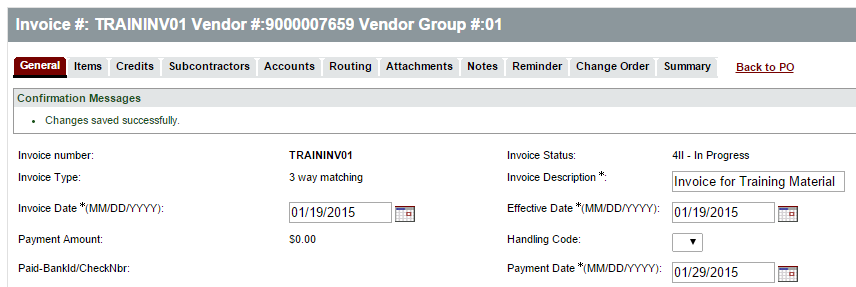 Invoice #: TRAININV01 Vendor #:9000007659 Vendor Group #:01
General Items Credits Subcontractors Accounts Routing Attachments Notes Reminder Change Order Summary Back to PO
Confirmation Messages
• Changes saved successfully.
Invoice number: TRAININV01 Invoice Status: 4II - In Progress
Invoice Type: 3 way matching Invoice Description*: Invoice for Training Material
Invoice Date *(MM/DD/YYYY): 01/19/2015 Effective Date *(MM/DD/YYYY): 01/19/2015
Payment Amount: $0.00 Handling Code:
Paid-BankId/CheckNbr: Payment Date *(MM/DD/YYYY): 01/29/2015